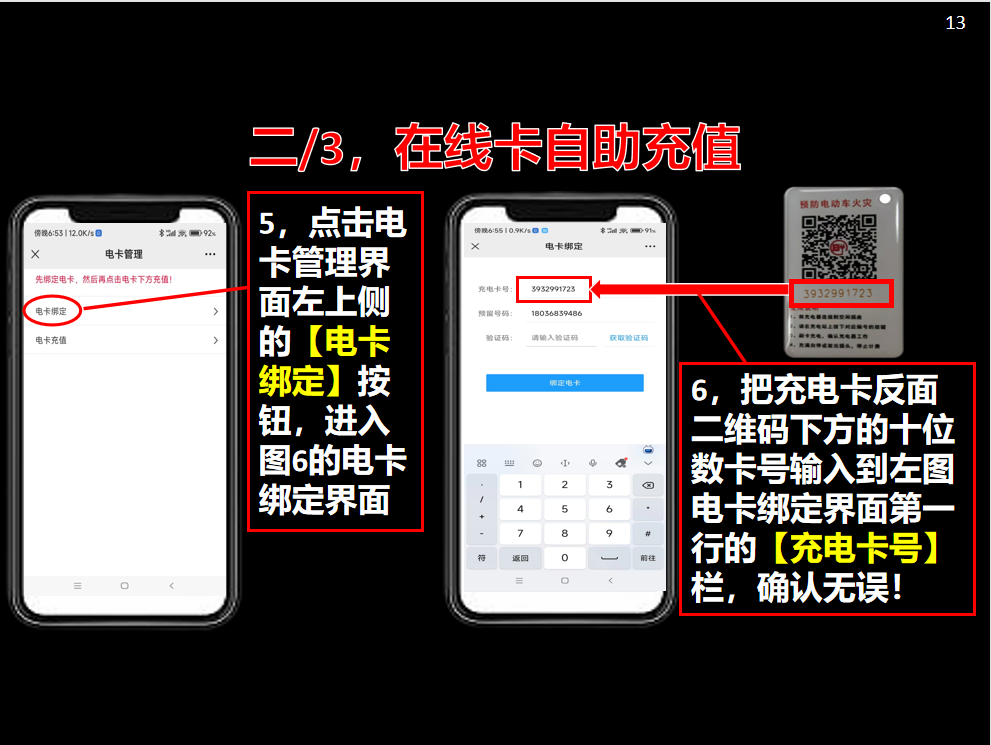 13
二/3，在线卡自助充值
傍晚6:53 | 12.0K/s
92%
电卡管理
先绑定电卡，然后再点击电卡下方充值！
电卡绑定
电卡充值
5，点击电
卡管理界
面左上侧
的【电卡
绑定】按
钮，进入
图6的电卡
绑定界面
傍晚6:55 | 0.9K/s
91%
电卡绑定
充电卡号： 3932991723
预留号码： 18036839486
验证码： 请输入验证码 获取验证码
绑定电卡
1 2 3
/
4 5 6
+
7 8 9 #
-
符 返回 0 前往
预防电动车火灾
3932991723
6，把充电卡反面
二维码下方的十位
数卡号输入到左图
电卡绑定界面第一
行的【充电卡号】
栏，确认无误！